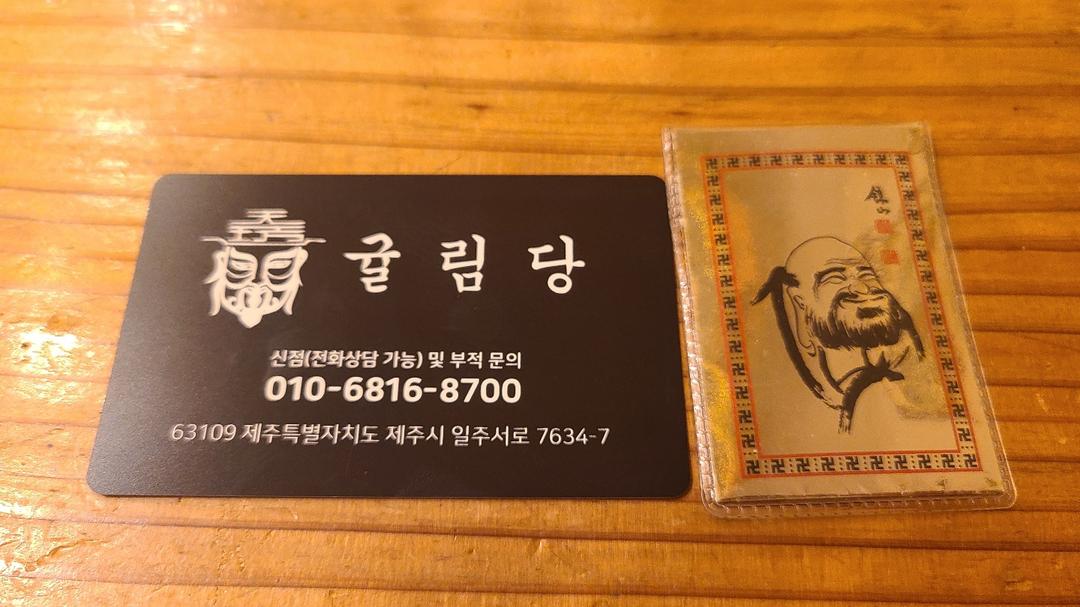 귤림당
신점(전화상담 가능) 및 부적 문의
010-6816-8700
63109 제주특별자치도 제주시 일주서로 7634-7